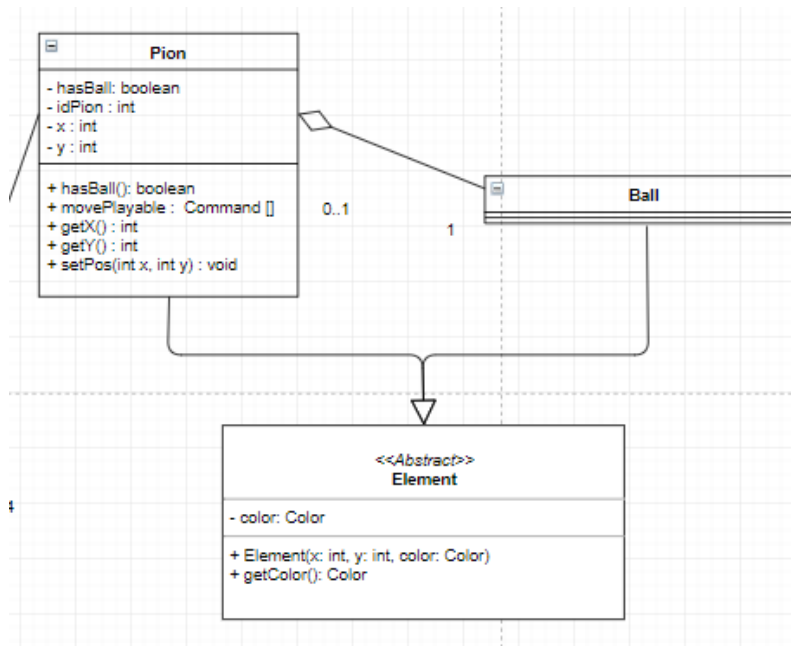 Pion
- hasBall: boolean
- idPion : int
- x : int
- y : int
+ hasBall(): boolean
+ movePlayable : Command []
+ getX() : int
+ getY() : int
+ setPos(int x, int y) : void
0..1
1
Ball
4
<<Abstract>>
Element
- color: Color
+ Element(x: int, y: int, color: Color)
+ getColor(): Color